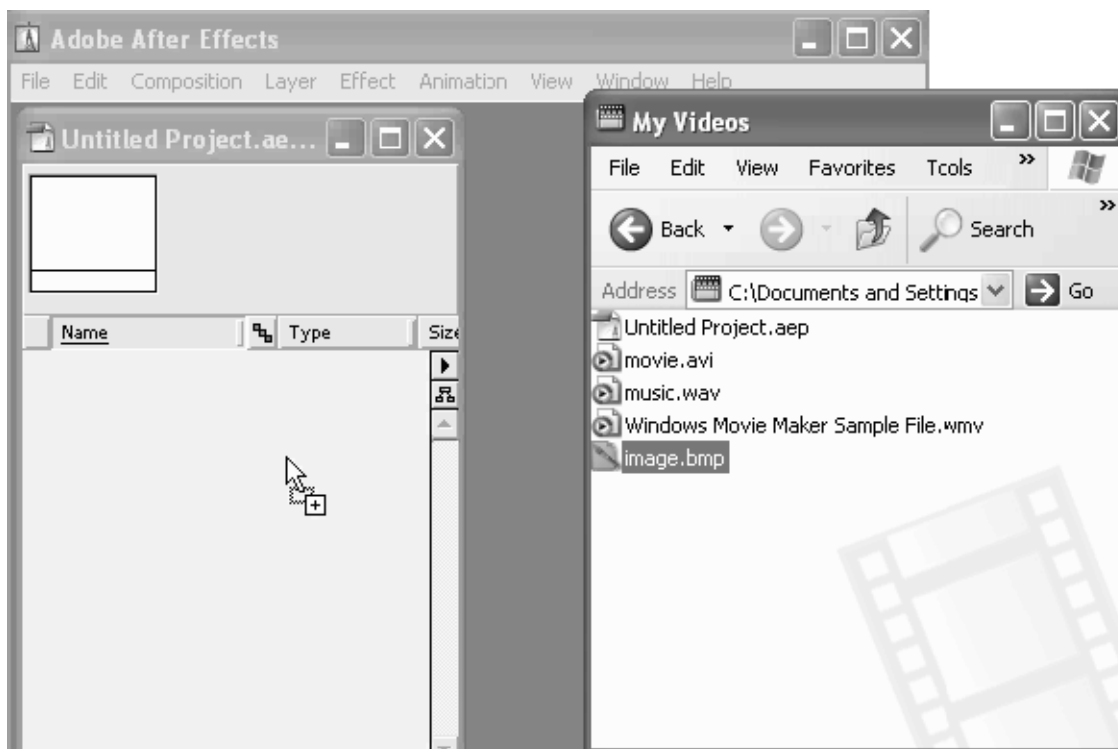 Adobe After Effects
File Edit Composition Layer Effect Animation View Window Help
Untitled Project.ae...
Name Type Size
My Videos
File Edit View Favorites Tools »
Back Search »
Address C:\Documents and Settings Go
Untitled Project.aep
movie.avi
music.wav
Windows Movie Maker Sample File.wmv
image.bmp